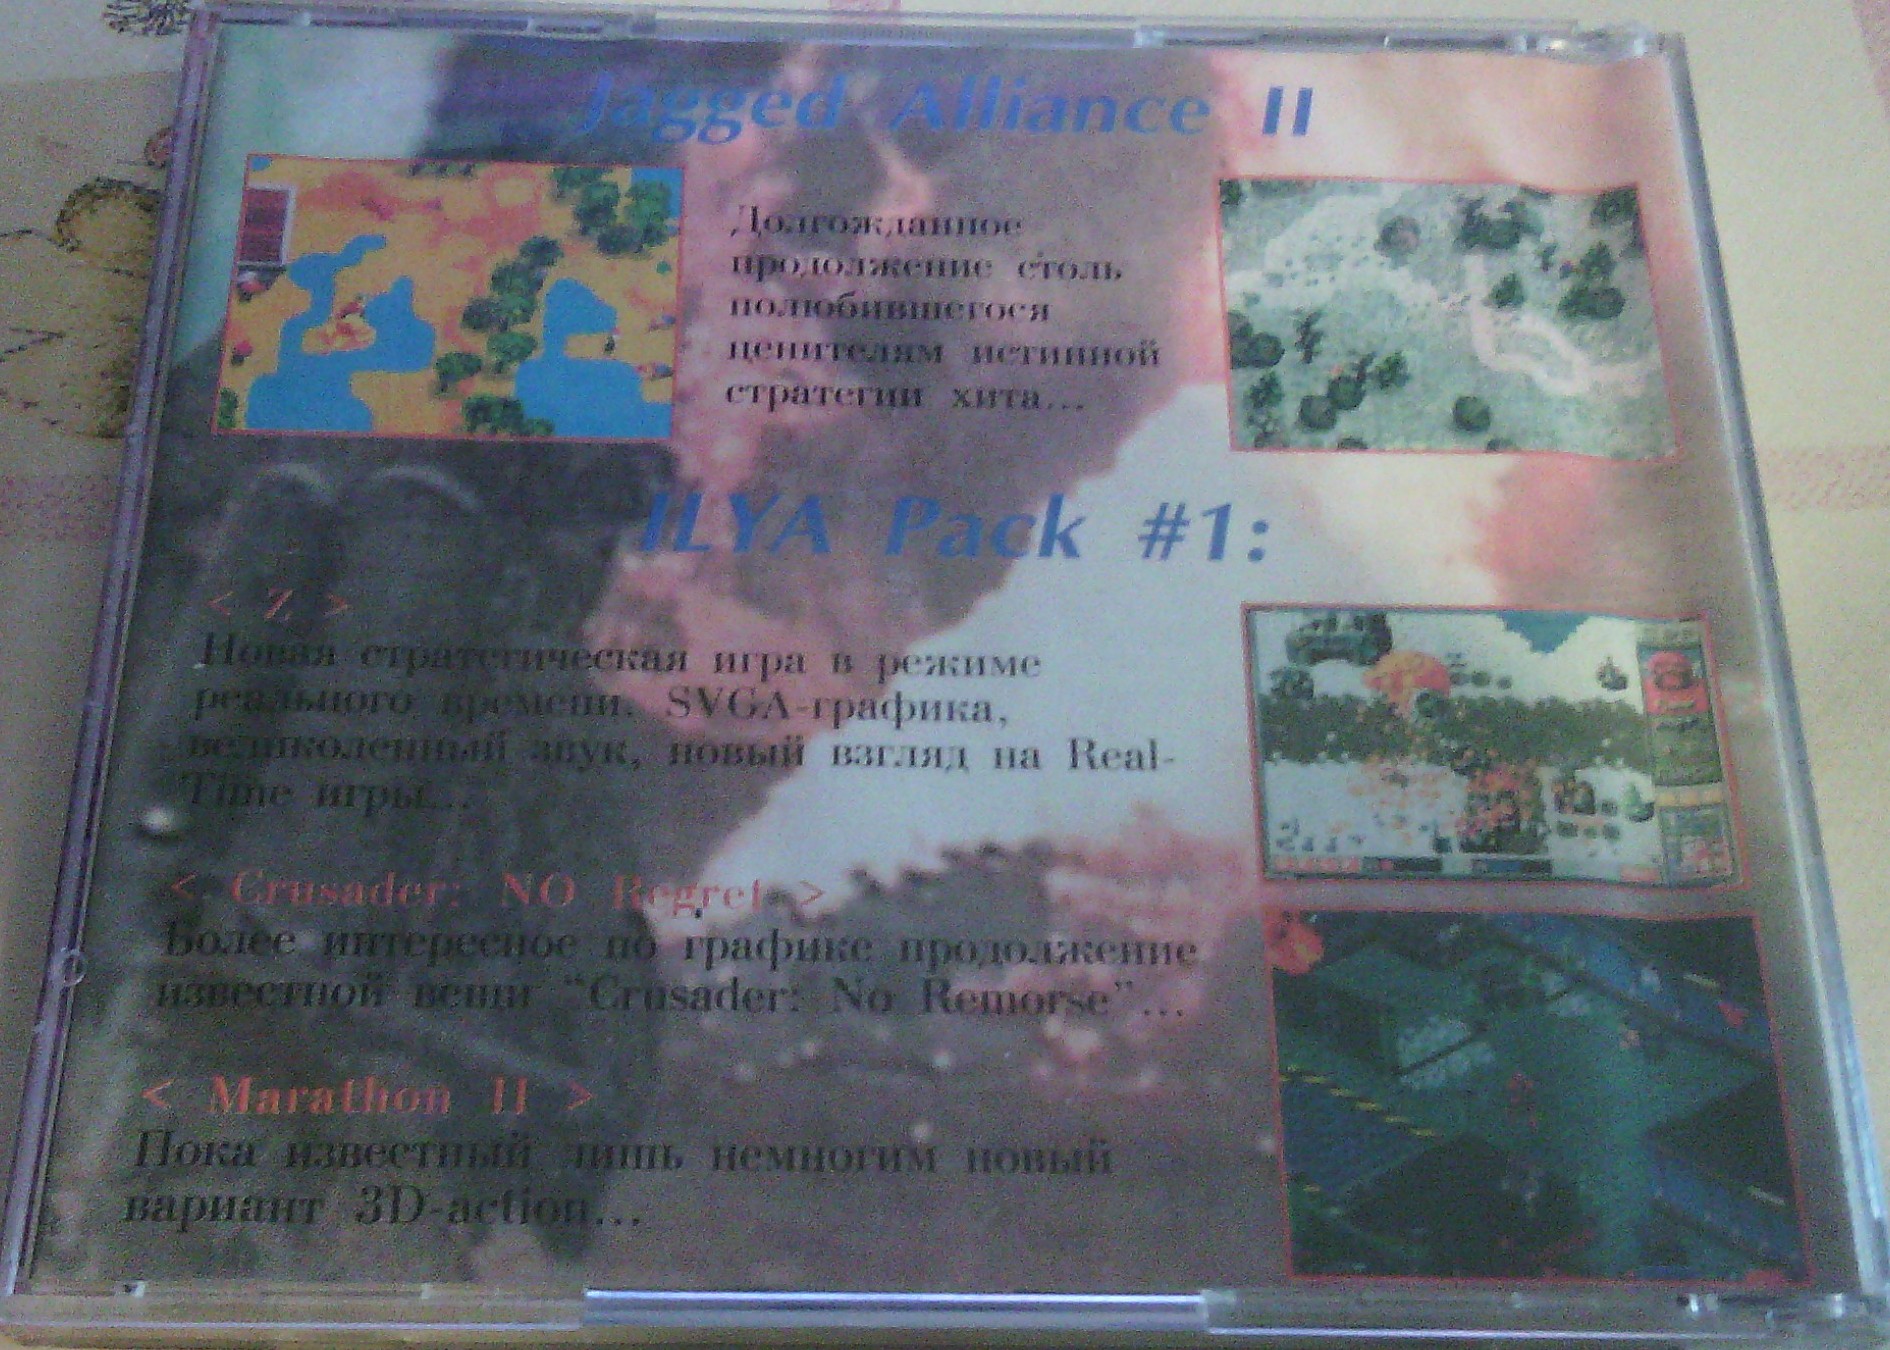 Jagged Alliance II
Долгожданное
продолжение столь
полюбившегося
ценителям истинной
стратегии хита...
ILYA Pack #1:
< Z >
Новая стратегическая игра в режиме
реального времени. SVGA-графика,
великолепный звук, новый взгляд на Real-
Time игры...
< Crusader: NO Regret >
Более интересное по графике продолжение
известной вещи “Crusader: No Remorse”...
< Marathon II >
Пока известный лишь немногим новый
вариант 3D-action...